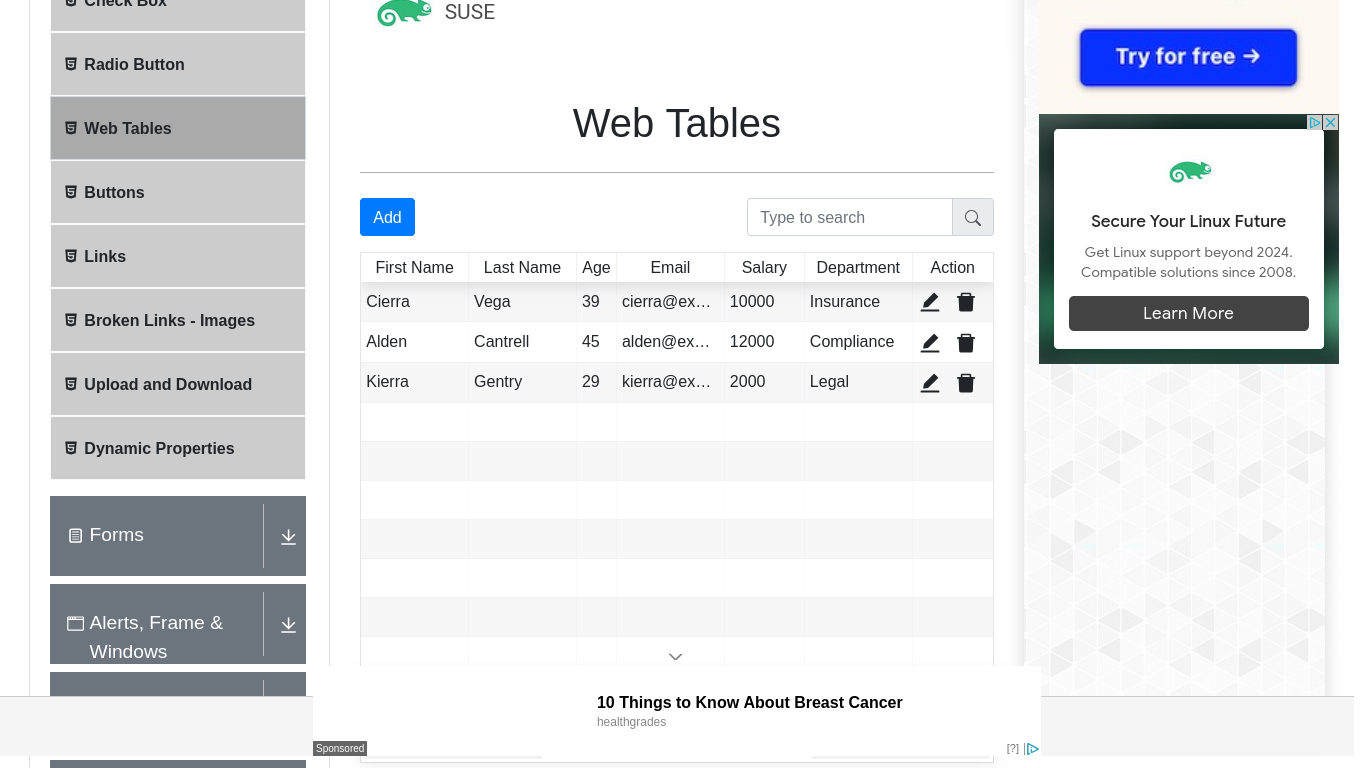 Check Box
Radio Button
Web Tables
Buttons
Links
Broken Links - Images
Upload and Download
Dynamic Properties
Forms
Alerts, Frame &
Windows
SUSE
Web Tables
Add
Type to search
First Name Last Name Age Email Salary Department Action
Cierra Vega 39 cierra@ex… 10000 Insurance
Alden Cantrell 45 alden@ex… 12000 Compliance
Kierra Gentry 29 kierra@ex… 2000 Legal
Try for free →
Secure Your Linux Future
Get Linux support beyond 2024.
Compatible solutions since 2008.
Learn More
10 Things to Know About Breast Cancer
healthgrades
Sponsored
[?]